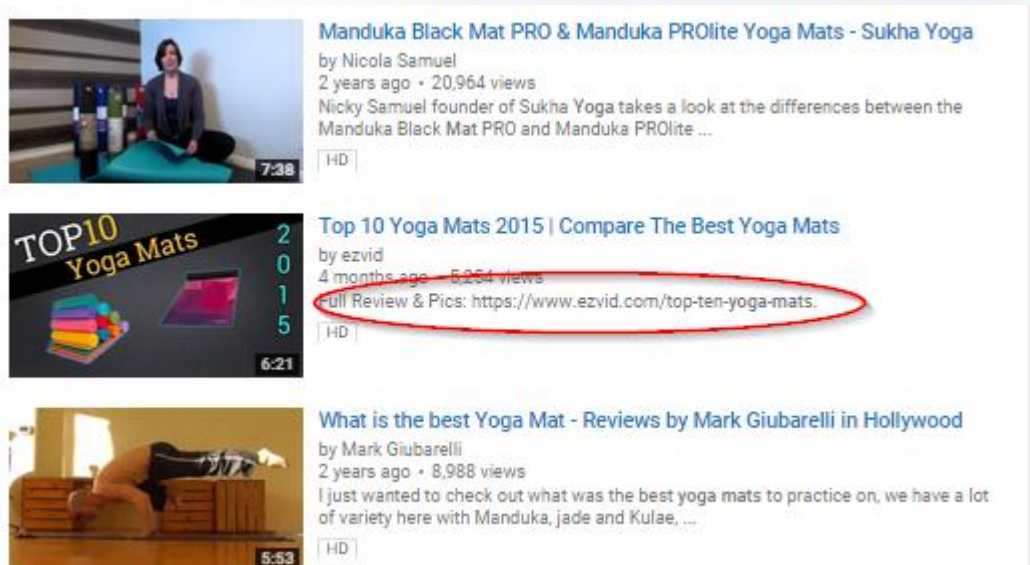 Manduka Black Mat PRO & Manduka PROlite Yoga Mats - Sukha Yoga
by Nicola Samuel
2 years ago · 20,964 views
Nicky Samuel founder of Sukha Yoga takes a look at the differences between the
Manduka Black Mat PRO and Manduka PROlite ...
HD
7:38
TOP10
Yoga Mats
2015
6:21
Top 10 Yoga Mats 2015 | Compare The Best Yoga Mats
by ezvid
4 months ago · 5,254 views
Full Review & Pics: https://www.ezvid.com/top-ten-yoga-mats.
HD
What is the best Yoga Mat - Reviews by Mark Giubarelli in Hollywood
by Mark Giubarelli
2 years ago · 8,988 views
I just wanted to check out what was the best yoga mats to practice on, we have a lot
of variety here with Manduka, jade and Kulae, ...
HD
5:53